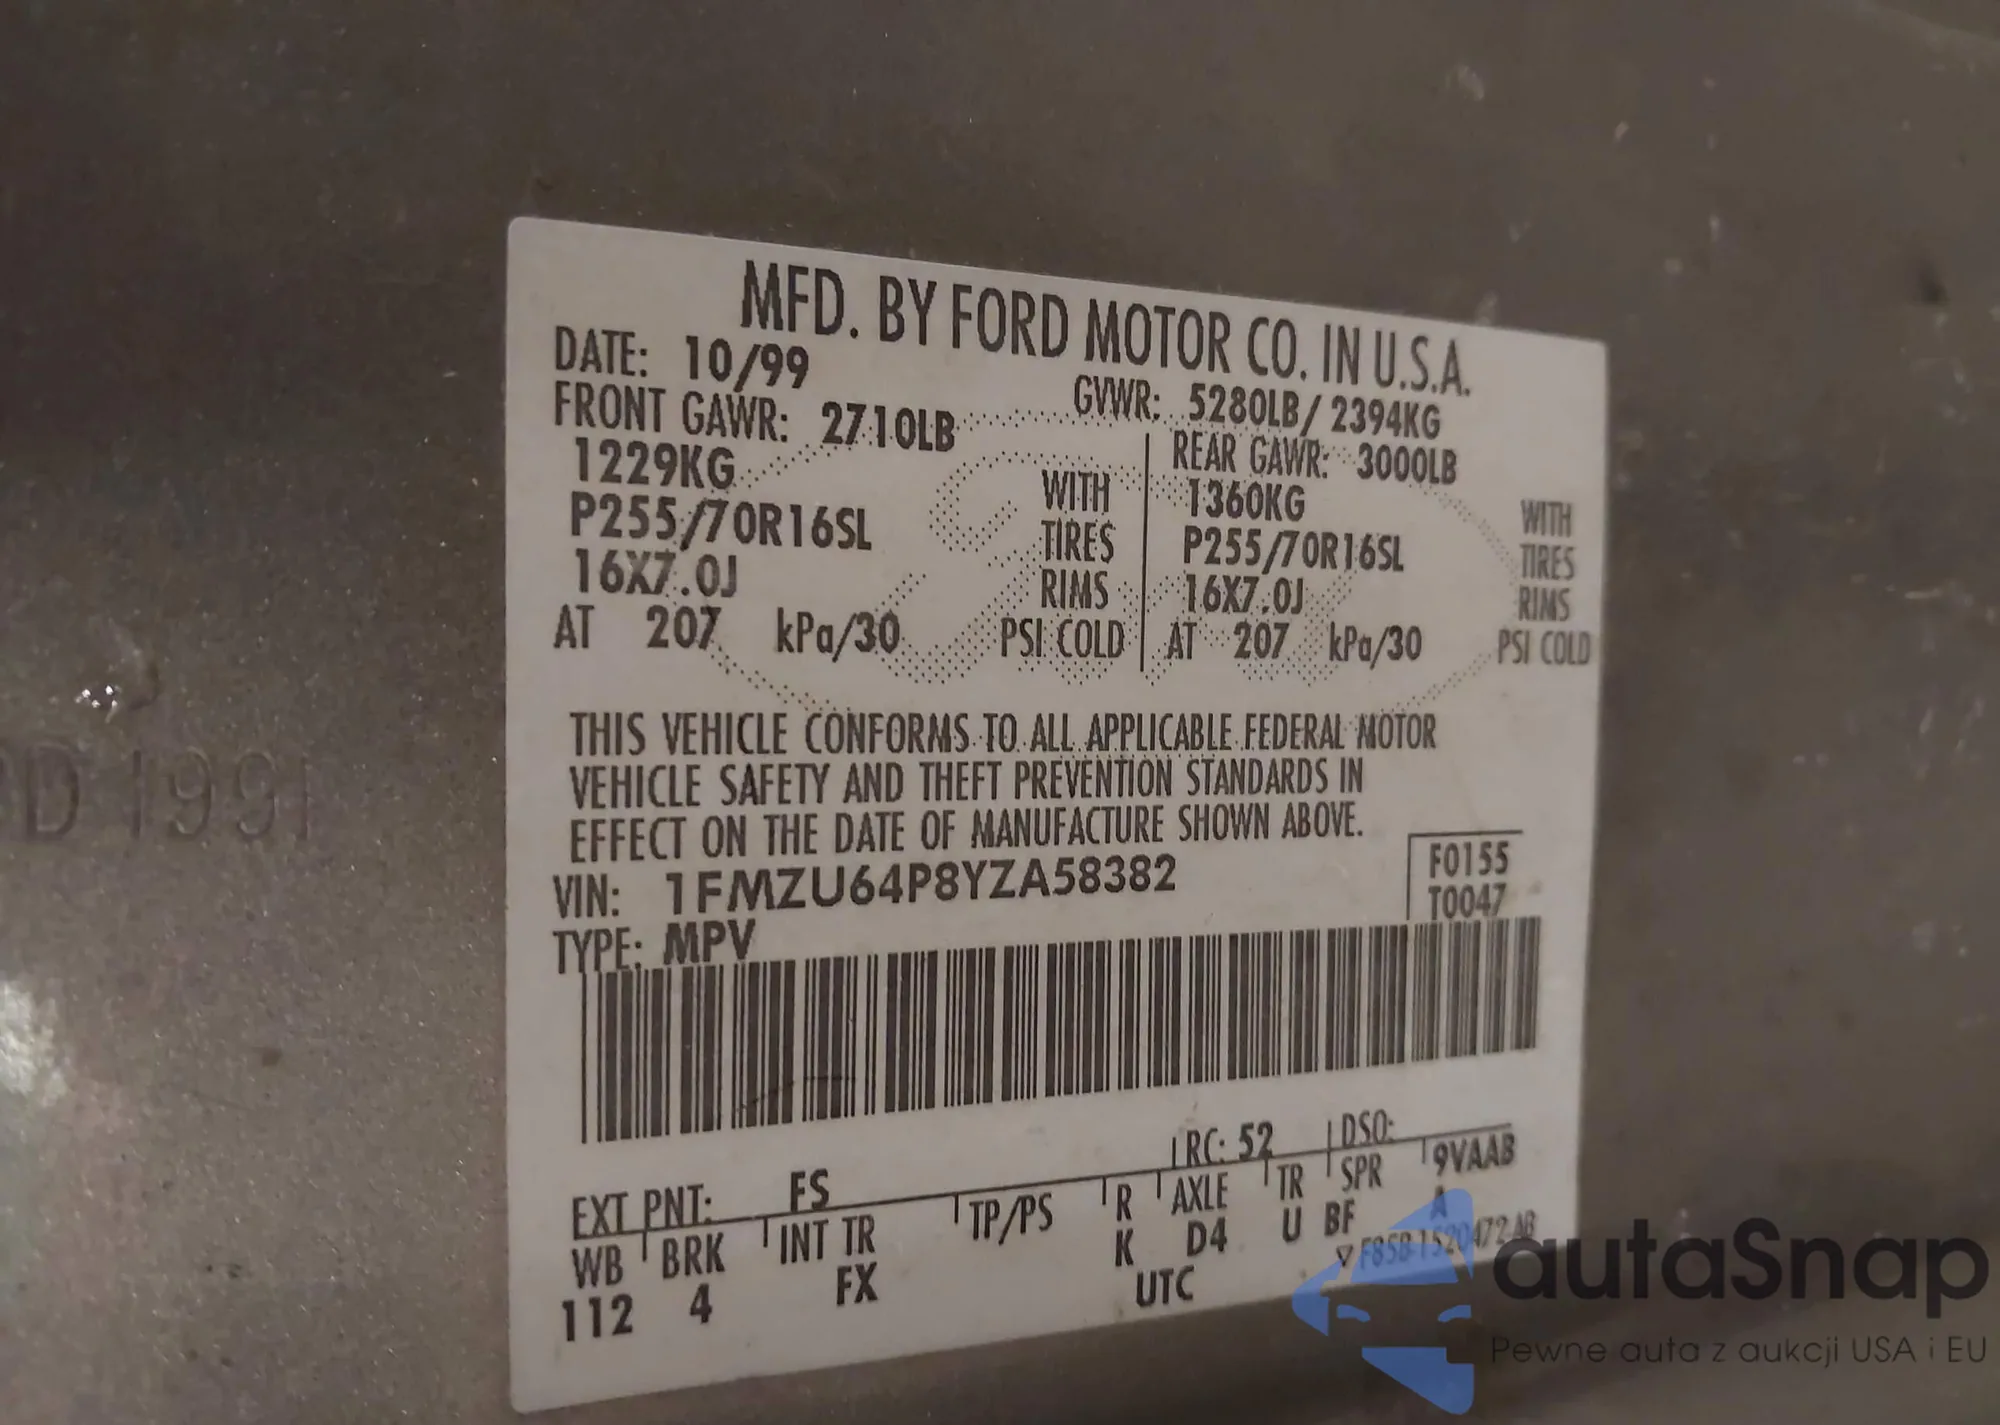 MFD. BY FORD MOTOR CO. IN U.S.A.
DATE: 10/99
GVWR: 5280LB/ 2394KG
FRONT GAWR: 2710LB
REAR GAWR: 3000LB
1229KG
WITH
1360KG
WITH
P255/70R16SL
TIRES
P255/70R16SL
TIRES
16X7.0J
RIMS
16X7.0J
RIMS
AT 207 kPa/30 PSI COLD
AT 207 kPa/30 PSI COLD
THIS VEHICLE CONFORMS TO ALL APPLICABLE FEDERAL MOTOR
VEHICLE SAFETY AND THEFT PREVENTION STANDARDS IN
EFFECT ON THE DATE OF MANUFACTURE SHOWN ABOVE.
VIN: 1FMZU64P8YZA58382
F0155
T0047
TYPE: MPV
EXT PNT: FS
RC: 52
DSO:
WB BRK INT TR TP/PS R AXLE TR SPR 9VAAB
112 4 FX K D4 U BF A
UTC
▽ F85B-1520472-AB
D 1991
autaSnap
Pewne auta z aukcji USA i EU